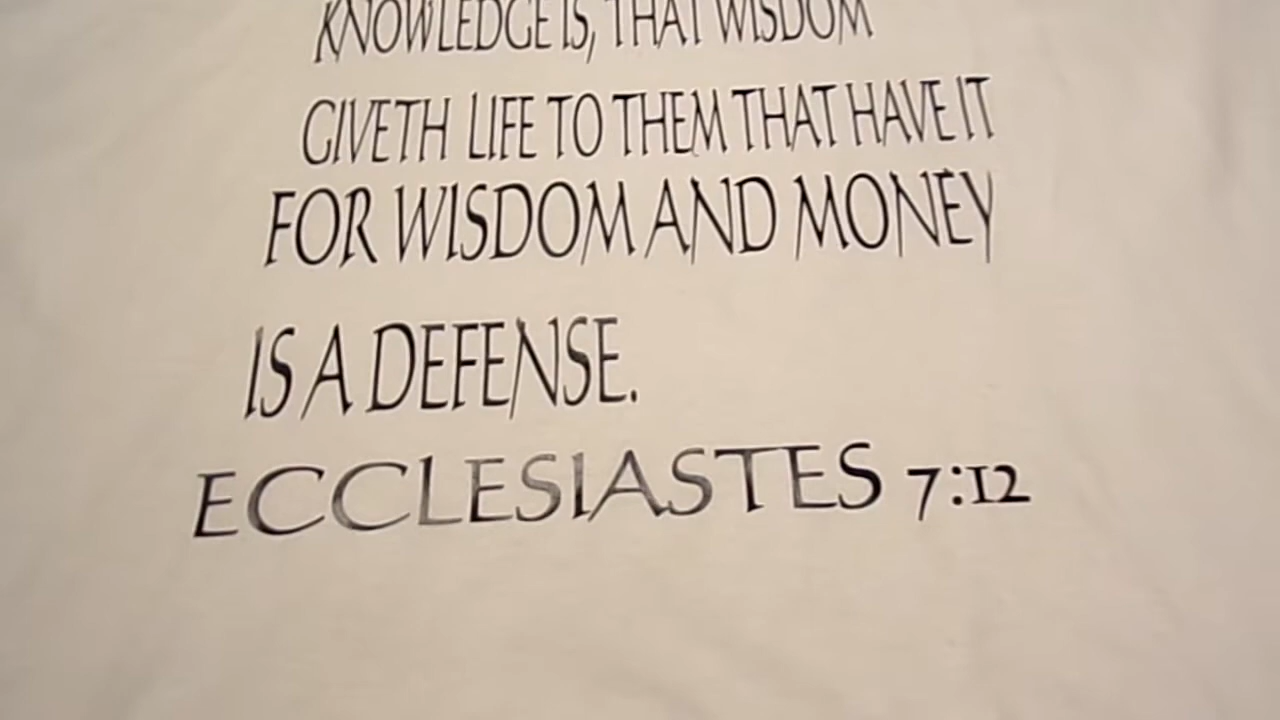 KNOWLEDGE IS, THAT WISDOM
GIVETH LIFE TO THEM THAT HAVE IT
FOR WISDOM AND MONEY
IS A DEFENSE.
ECCLESIASTES 7:12